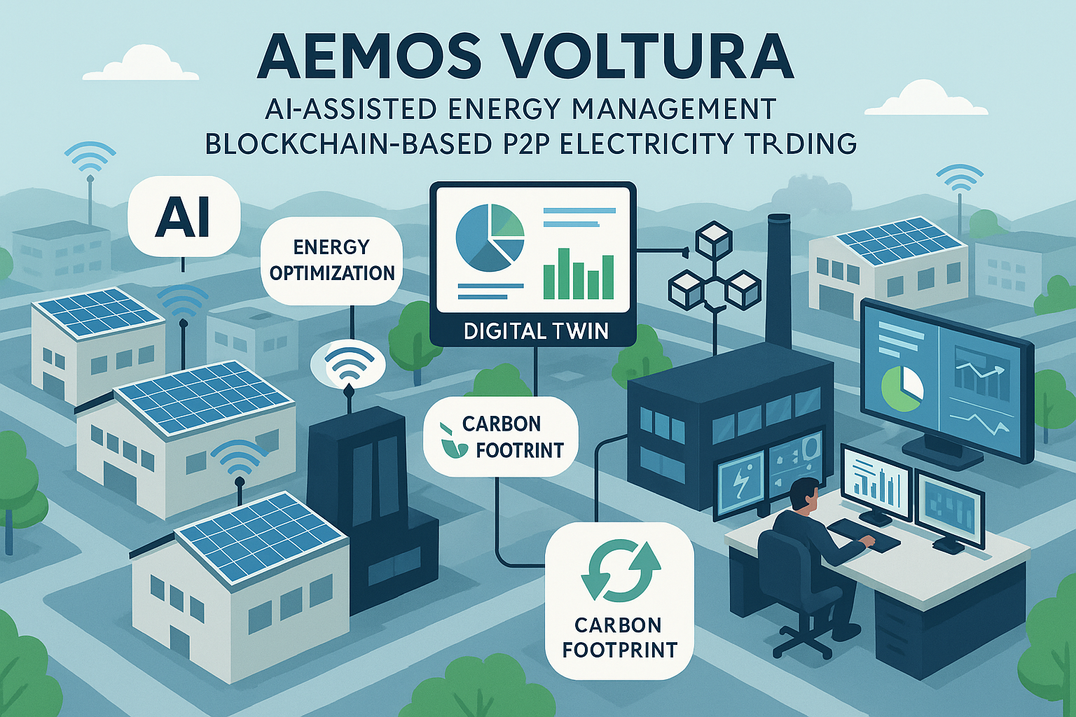 AEMOS VOLTURA
AI-ASSISTED ENERGY MANAGEMENT
BLOCKCHAIN-BASED P2P ELECTRICITY TRDING
AI
ENERGY
OPTIMIZATION
DIGITAL TWIN
CARBON
FOOTRINT
CARBON
FOOTPRINT